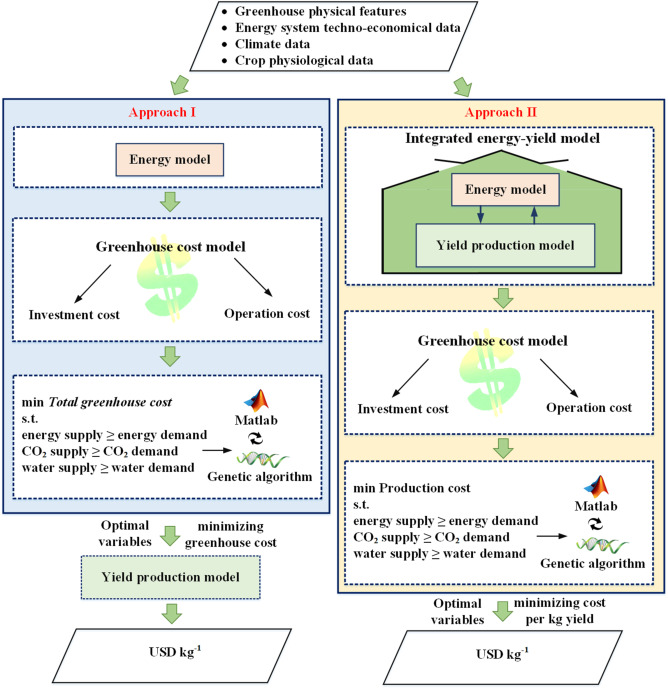 • Greenhouse physical features
• Energy system techno-economical data
• Climate data
• Crop physiological data
Approach I
Energy model
Greenhouse cost model
Investment cost
Operation cost
min Total greenhouse cost
s.t.
energy supply ≥ energy demand
CO₂ supply ≥ CO₂ demand
water supply ≥ water demand
Matlab
Genetic algorithm
Optimal
variables
minimizing
greenhouse cost
Yield production model
USD kg⁻¹
Approach II
Integrated energy-yield model
Energy model
Yield production model
Greenhouse cost model
Investment cost
Operation cost
min Production cost
s.t.
energy supply ≥ energy demand
CO₂ supply ≥ CO₂ demand
water supply ≥ water demand
Matlab
Genetic algorithm
Optimal
variables
minimizing cost
per kg yield
USD kg⁻¹